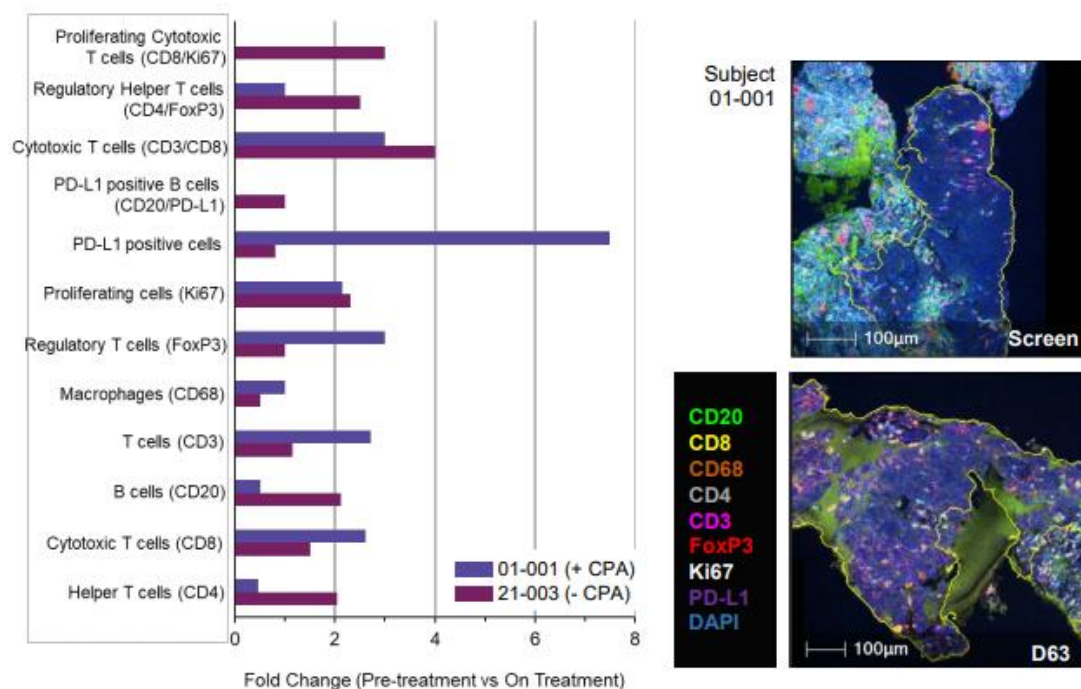 Proliferating Cytotoxic
T cells (CD8/Ki67)
Regulatory Helper T cells
(CD4/FoxP3)
Cytotoxic T cells (CD3/CD8)
PD-L1 positive B cells
(CD20/PD-L1)
PD-L1 positive cells
Proliferating cells (Ki67)
Regulatory T cells (FoxP3)
Macrophages (CD68)
T cells (CD3)
B cells (CD20)
Cytotoxic T cells (CD8)
Helper T cells (CD4)
01-001 (+ CPA)
21-003 (- CPA)
0 2 4 6 8
Fold Change (Pre-treatment vs On Treatment)
Subject
01-001
100µm
Screen
CD20
CD8
CD68
CD4
CD3
FoxP3
Ki67
PD-L1
DAPI
100µm
D63